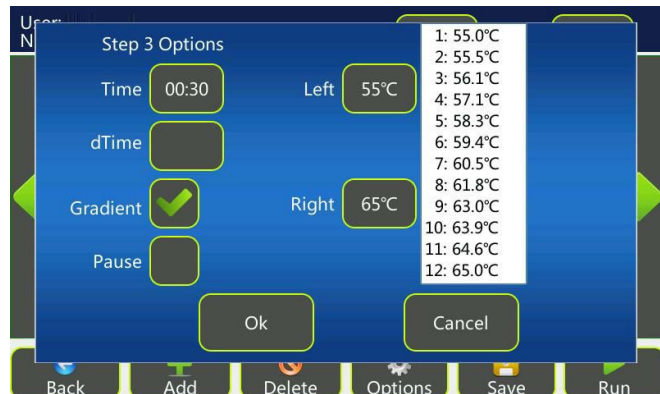 User:
N
Step 3 Options
Time 00:30 Left 55℃
dTime
Gradient Right 65℃
Pause
1: 55.0℃
2: 55.5℃
3: 56.1℃
4: 57.1℃
5: 58.3℃
6: 59.4℃
7: 60.5℃
8: 61.8℃
9: 63.0℃
10: 63.9℃
11: 64.6℃
12: 65.0℃
Ok Cancel
Back Add Delete Options Save Run